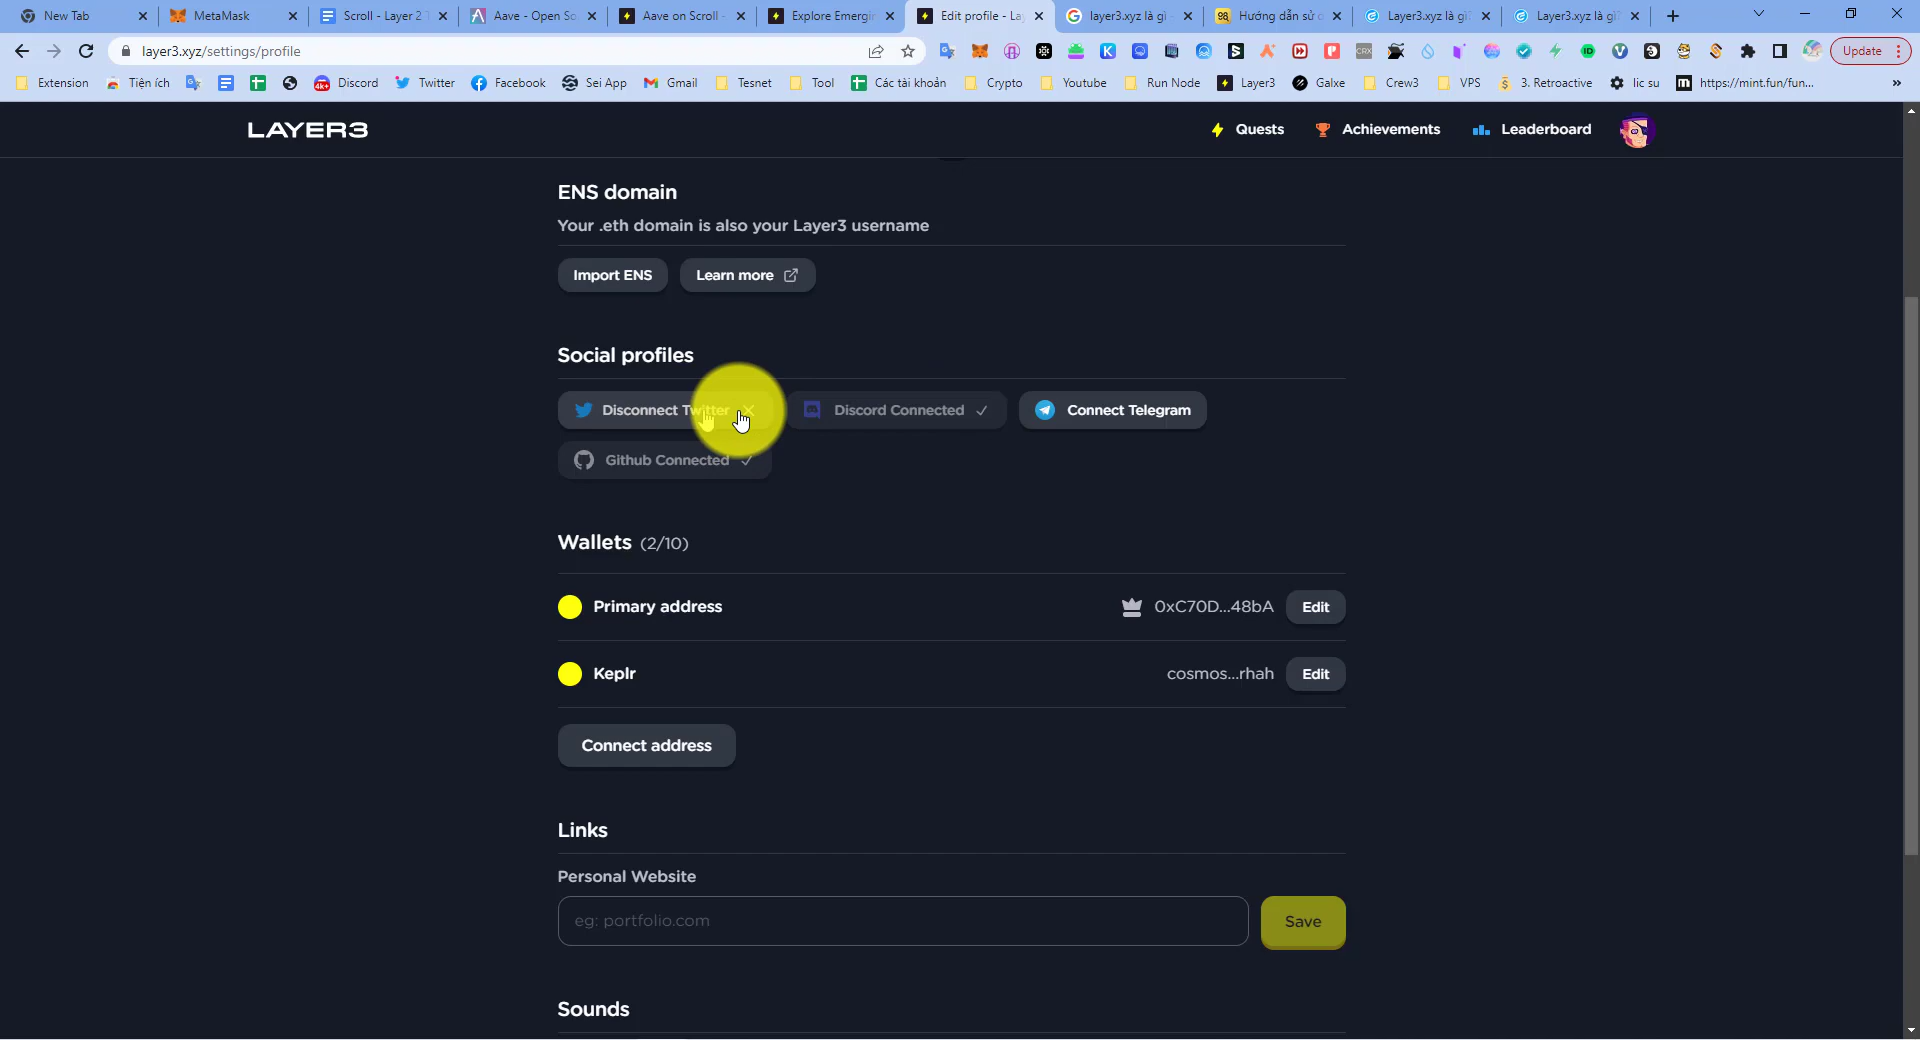 New Tab
MetaMask
Scroll - Layer 2 T
Aave - Open So
Aave on Scroll -
Explore Emergin
Edit profile - Lay
layer3.xyz là gì -
Hướng dẫn sử d
Layer3.xyz là gì?
Layer3.xyz là gì?
layer3.xyz/settings/profile
Update
Extension
Tiện ích
4k+
Discord
Twitter
Facebook
Sei App
Gmail
Tesnet
Tool
Các tài khoản
Crypto
Youtube
Run Node
Layer3
Galxe
Crew3
VPS
3. Retroactive
lic su
https://mint.fun/fun...
LAYER3
Quests
Achievements
Leaderboard
ENS domain
Your .eth domain is also your Layer3 username
Import ENS
Learn more
Social profiles
Disconnect Twitter
Discord Connected
Connect Telegram
Github Connected
Wallets (2/10)
Primary address
0xC70D...48bA
Edit
Keplr
cosmos...rhah
Edit
Connect address
Links
Personal Website
eg: portfolio.com
Save
Sounds